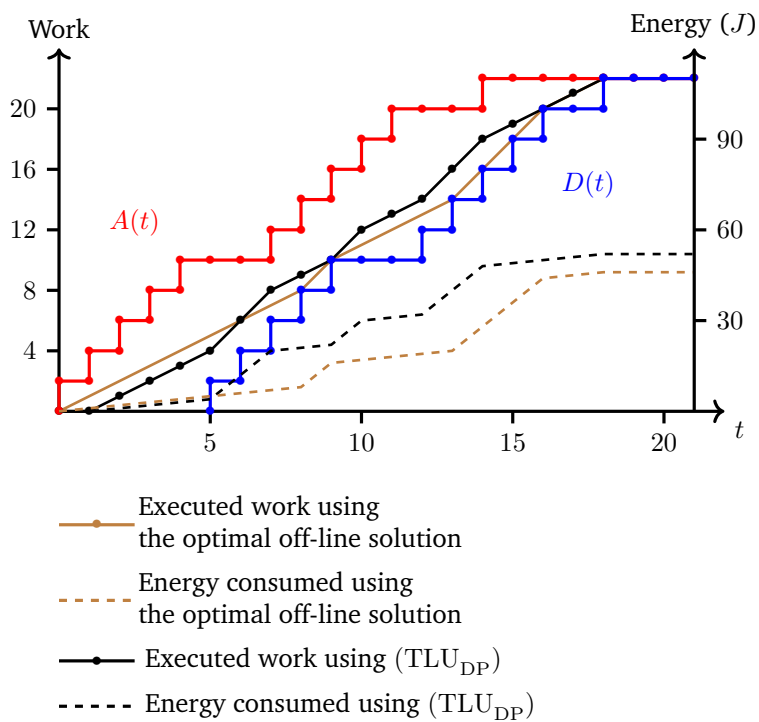 Work
Energy (J)
20
16
12
8
4
90
60
30
A(t)
D(t)
5
10
15
20
t
Executed work using
the optimal off-line solution
Energy consumed using
the optimal off-line solution
Executed work using (TLU_DP)
Energy consumed using (TLU_DP)